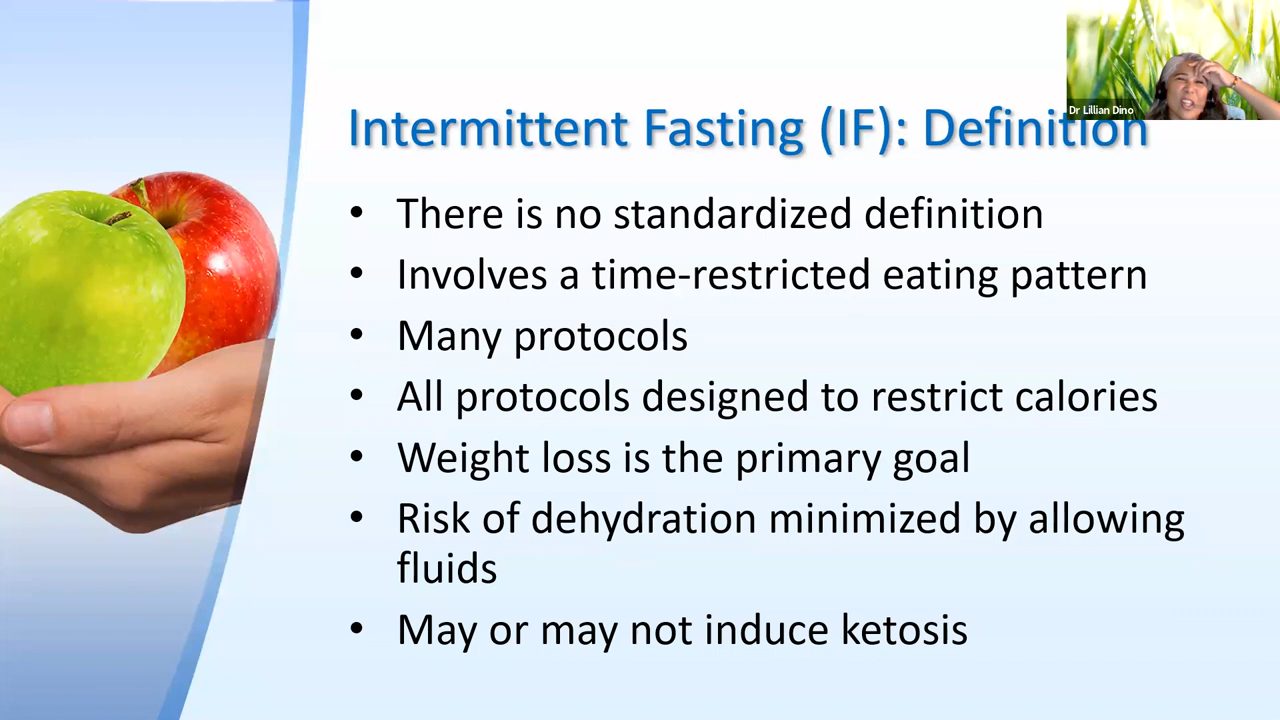 Dr Lillian Dino
Intermittent Fasting (IF): Definition
• There is no standardized definition
• Involves a time-restricted eating pattern
• Many protocols
• All protocols designed to restrict calories
• Weight loss is the primary goal
• Risk of dehydration minimized by allowing
fluids
• May or may not induce ketosis